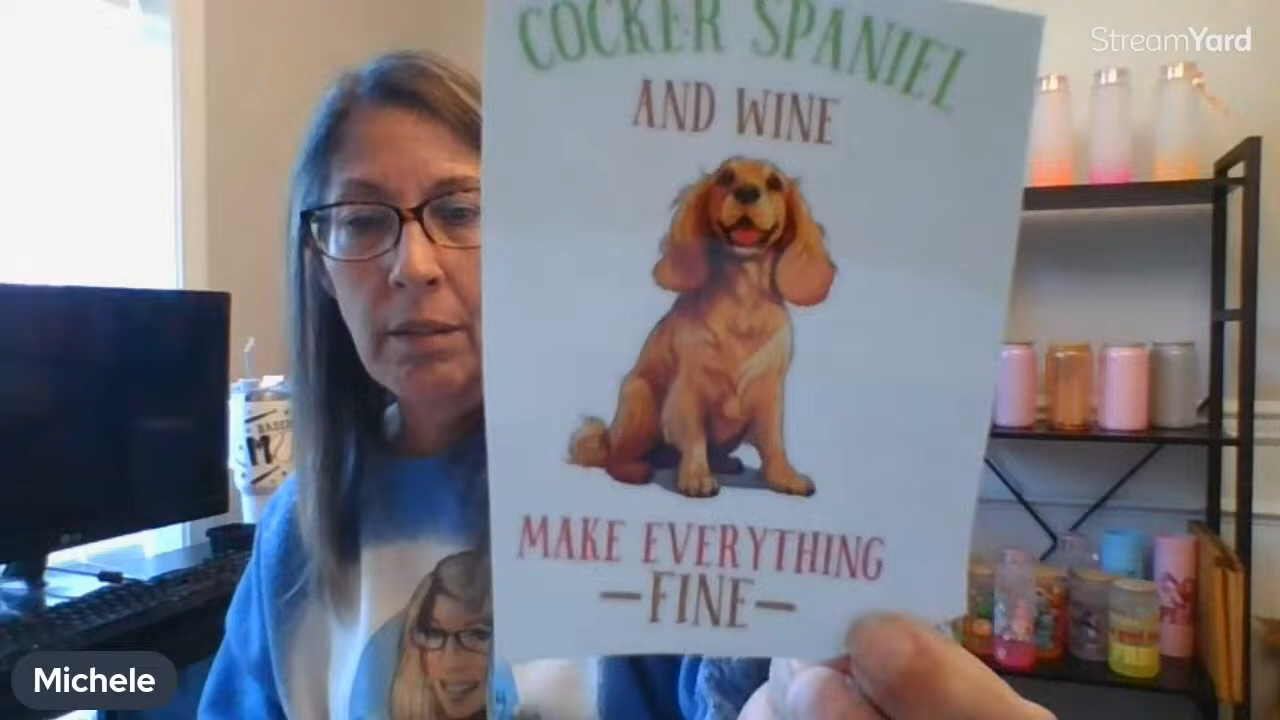 COCKER SPANIEL
AND WINE
MAKE EVERYTHING
–FINE–
StreamYard
Michele